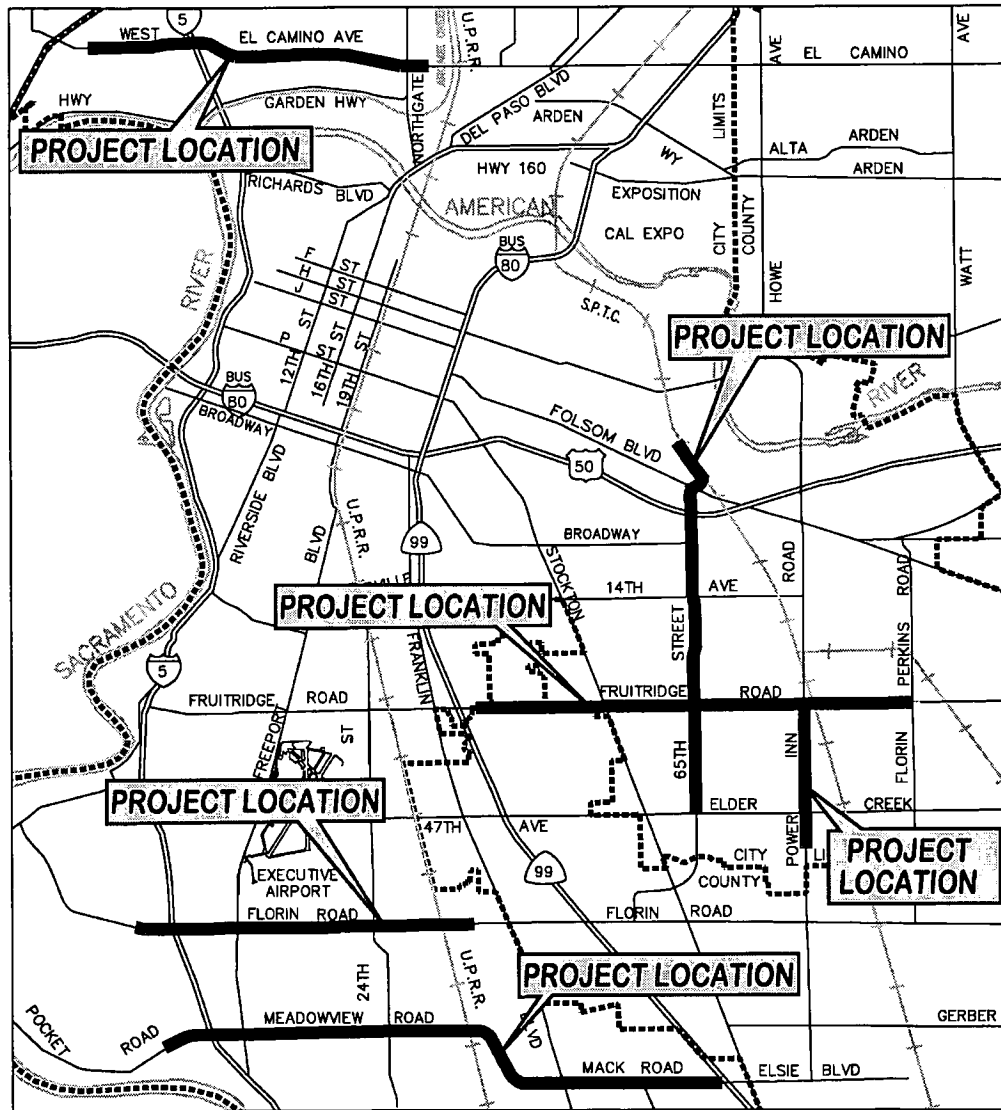 5
WEST
EL CAMINO AVE
U.P.R.R.
AVE
AVE
EL CAMINO
HWY
GARDEN HWY
NORTHGATE
DEL PASO BLVD
ARDEN
WY
LIMITS
ARDEN
ALTA
ARDEN
PROJECT LOCATION
RICHARDS BLVD
HWY 160
EXPOSITION
AMERICAN
CAL EXPO
CITY
COUNTY
HOWE
WATT
RIVER
BUS
80
F ST
H ST
J ST
S.P.T.C.
P ST
12TH ST
16TH ST
19TH ST
PROJECT LOCATION
RIVER
BUS
80
BROADWAY
FOLSOM BLVD
50
RIVERSIDE BLVD
BLVD
U.P.R.R.
99
BROADWAY
STOCKTON
ROAD
ROAD
14TH AVE
PROJECT LOCATION
SACRAMENTO
FRANKLIN
STREET
PERKINS
5
FRUITRIDGE ROAD
FRUITRIDGE ROAD
FREEPORT
ST
65TH
INN
FLORIN
PROJECT LOCATION
47TH AVE
ELDER CREEK
POWER
PROJECT
LOCATION
EXECUTIVE
AIRPORT
99
CITY
COUNTY
LI
FLORIN ROAD
FLORIN ROAD
24TH
U.P.R.R.
PROJECT LOCATION
POCKET
ROAD
MEADOWVIEW ROAD
VD
GERBER
MACK ROAD
ELSIE BLVD